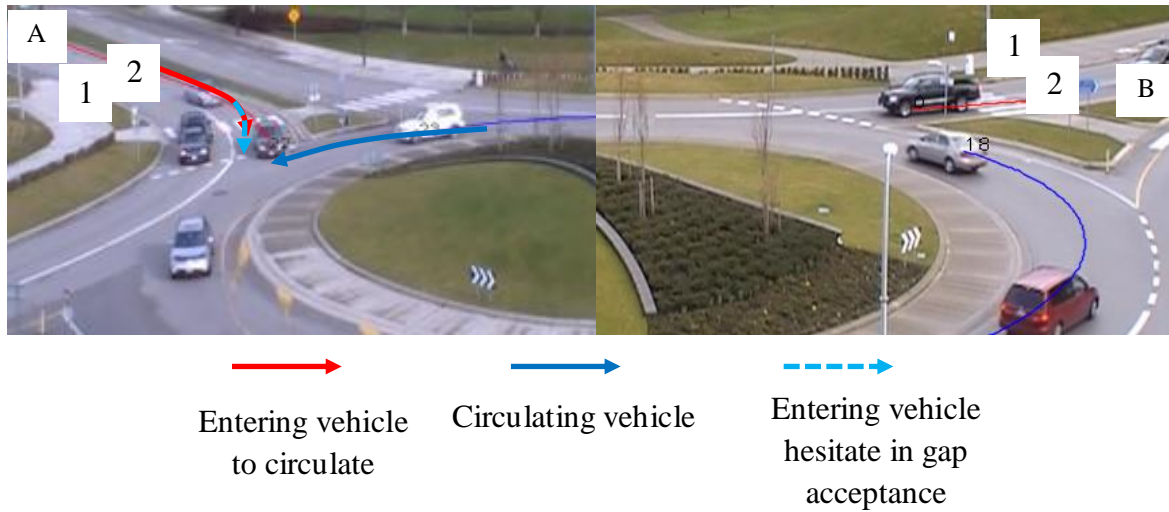 A
1
2
1
2
B
18
Entering vehicle
to circulate
Circulating vehicle
Entering vehicle
hesitate in gap
acceptance